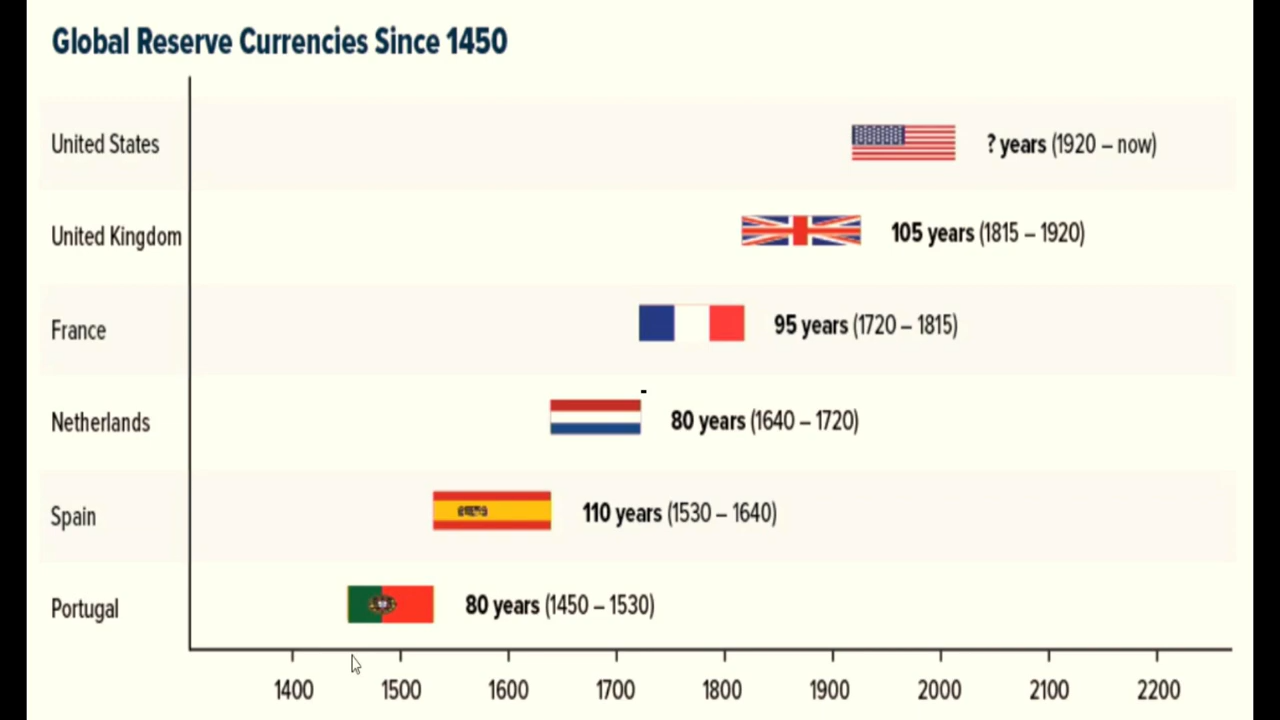 Global Reserve Currencies Since 1450
United States
? years (1920 – now)
United Kingdom
105 years (1815 – 1920)
France
95 years (1720 – 1815)
Netherlands
80 years (1640 – 1720)
Spain
110 years (1530 – 1640)
Portugal
80 years (1450 – 1530)
1400 1500 1600 1700 1800 1900 2000 2100 2200